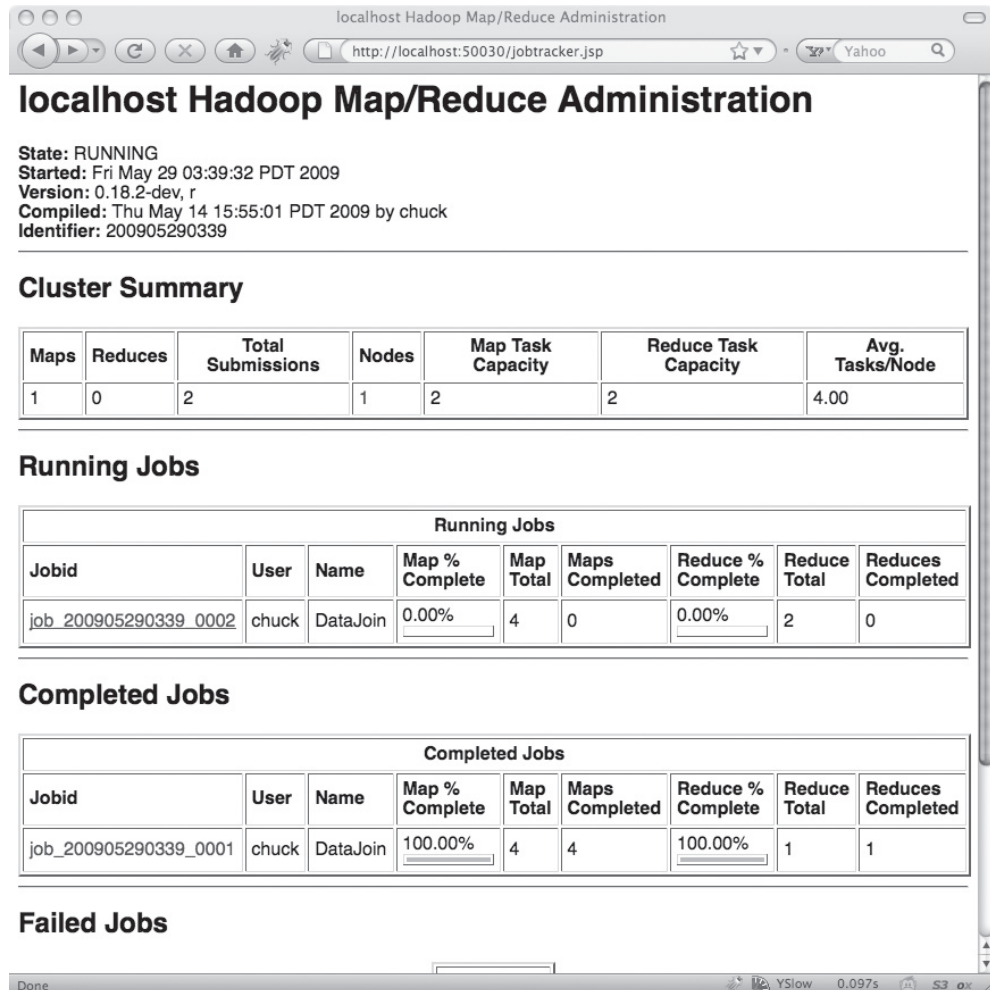 localhost Hadoop Map/Reduce Administration
http://localhost:50030/jobtracker.jsp
Yahoo
localhost Hadoop Map/Reduce Administration
State: RUNNING
Started: Fri May 29 03:39:32 PDT 2009
Version: 0.18.2-dev, r
Compiled: Thu May 14 15:55:01 PDT 2009 by chuck
Identifier: 200905290339
Cluster Summary
Maps Reduces Total Submissions Nodes Map Task Capacity Reduce Task Capacity Avg. Tasks/Node
1 0 2 1 2 2 4.00
Running Jobs
Running Jobs
Jobid User Name Map % Complete Map Total Maps Completed Reduce % Complete Reduce Total Reduces Completed
job_200905290339_0002 chuck DataJoin 0.00% 4 0 0.00% 2 0
Completed Jobs
Completed Jobs
Jobid User Name Map % Complete Map Total Maps Completed Reduce % Complete Reduce Total Reduces Completed
job_200905290339_0001 chuck DataJoin 100.00% 4 4 100.00% 1 1
Failed Jobs
Done YSlow 0.097s S3